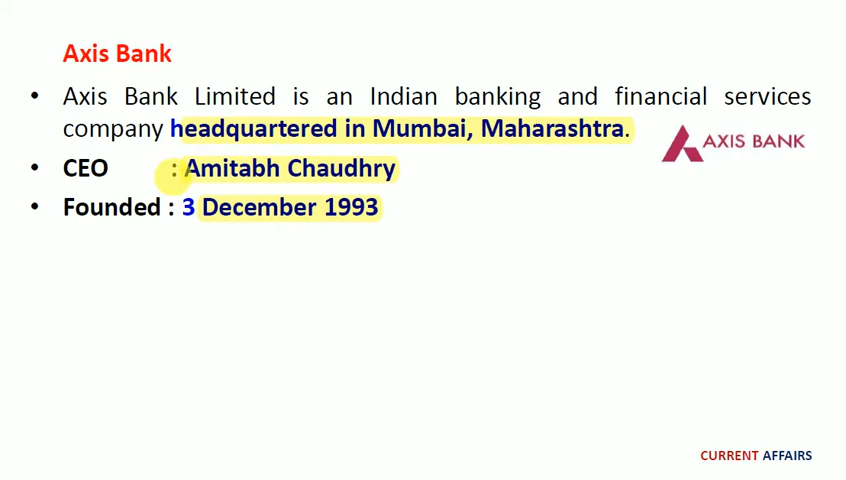 Axis Bank
• Axis Bank Limited is an Indian banking and financial services
company headquartered in Mumbai, Maharashtra.
AXIS BANK
• CEO : Amitabh Chaudhry
• Founded : 3 December 1993
CURRENT AFFAIRS